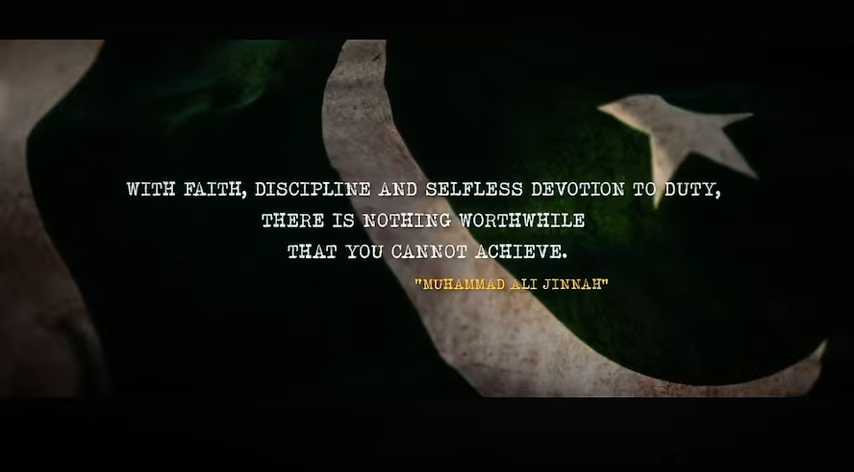 WITH FAITH, DISCIPLINE AND SELFLESS DEVOTION TO DUTY,
THERE IS NOTHING WORTHWHILE
THAT YOU CANNOT ACHIEVE.
"MUHAMMAD ALI JINNAH"